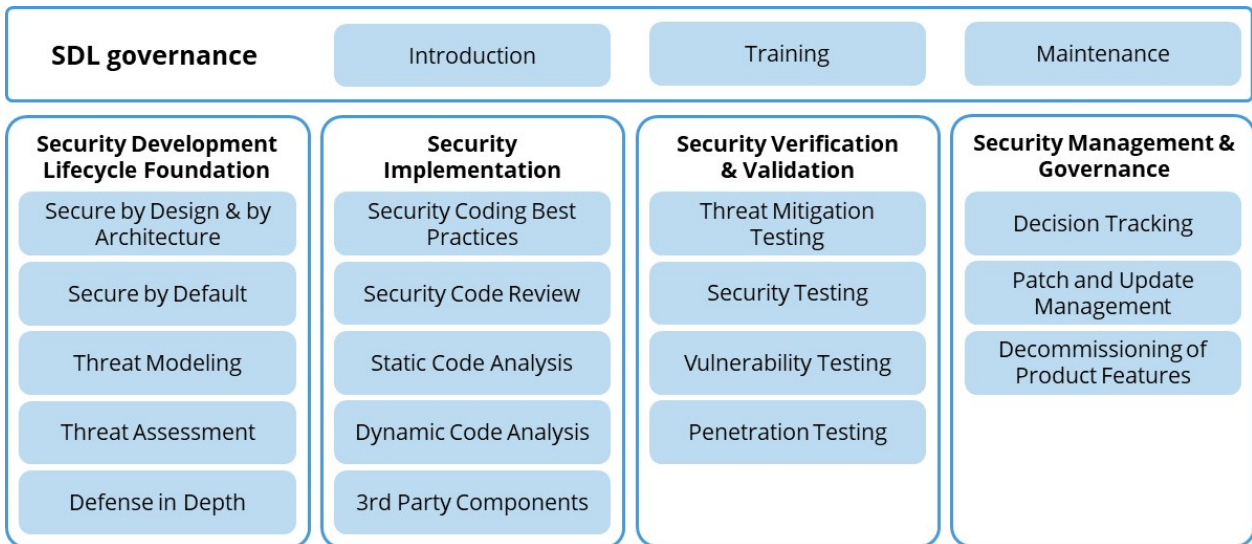 SDL governance
Introduction
Training
Maintenance
Security Development
Lifecycle Foundation
Secure by Design & by
Architecture
Secure by Default
Threat Modeling
Threat Assessment
Defense in Depth
Security
Implementation
Security Coding Best
Practices
Security Code Review
Static Code Analysis
Dynamic Code Analysis
3rd Party Components
Security Verification
& Validation
Threat Mitigation
Testing
Security Testing
Vulnerability Testing
Penetration Testing
Security Management &
Governance
Decision Tracking
Patch and Update
Management
Decommissioning of
Product Features